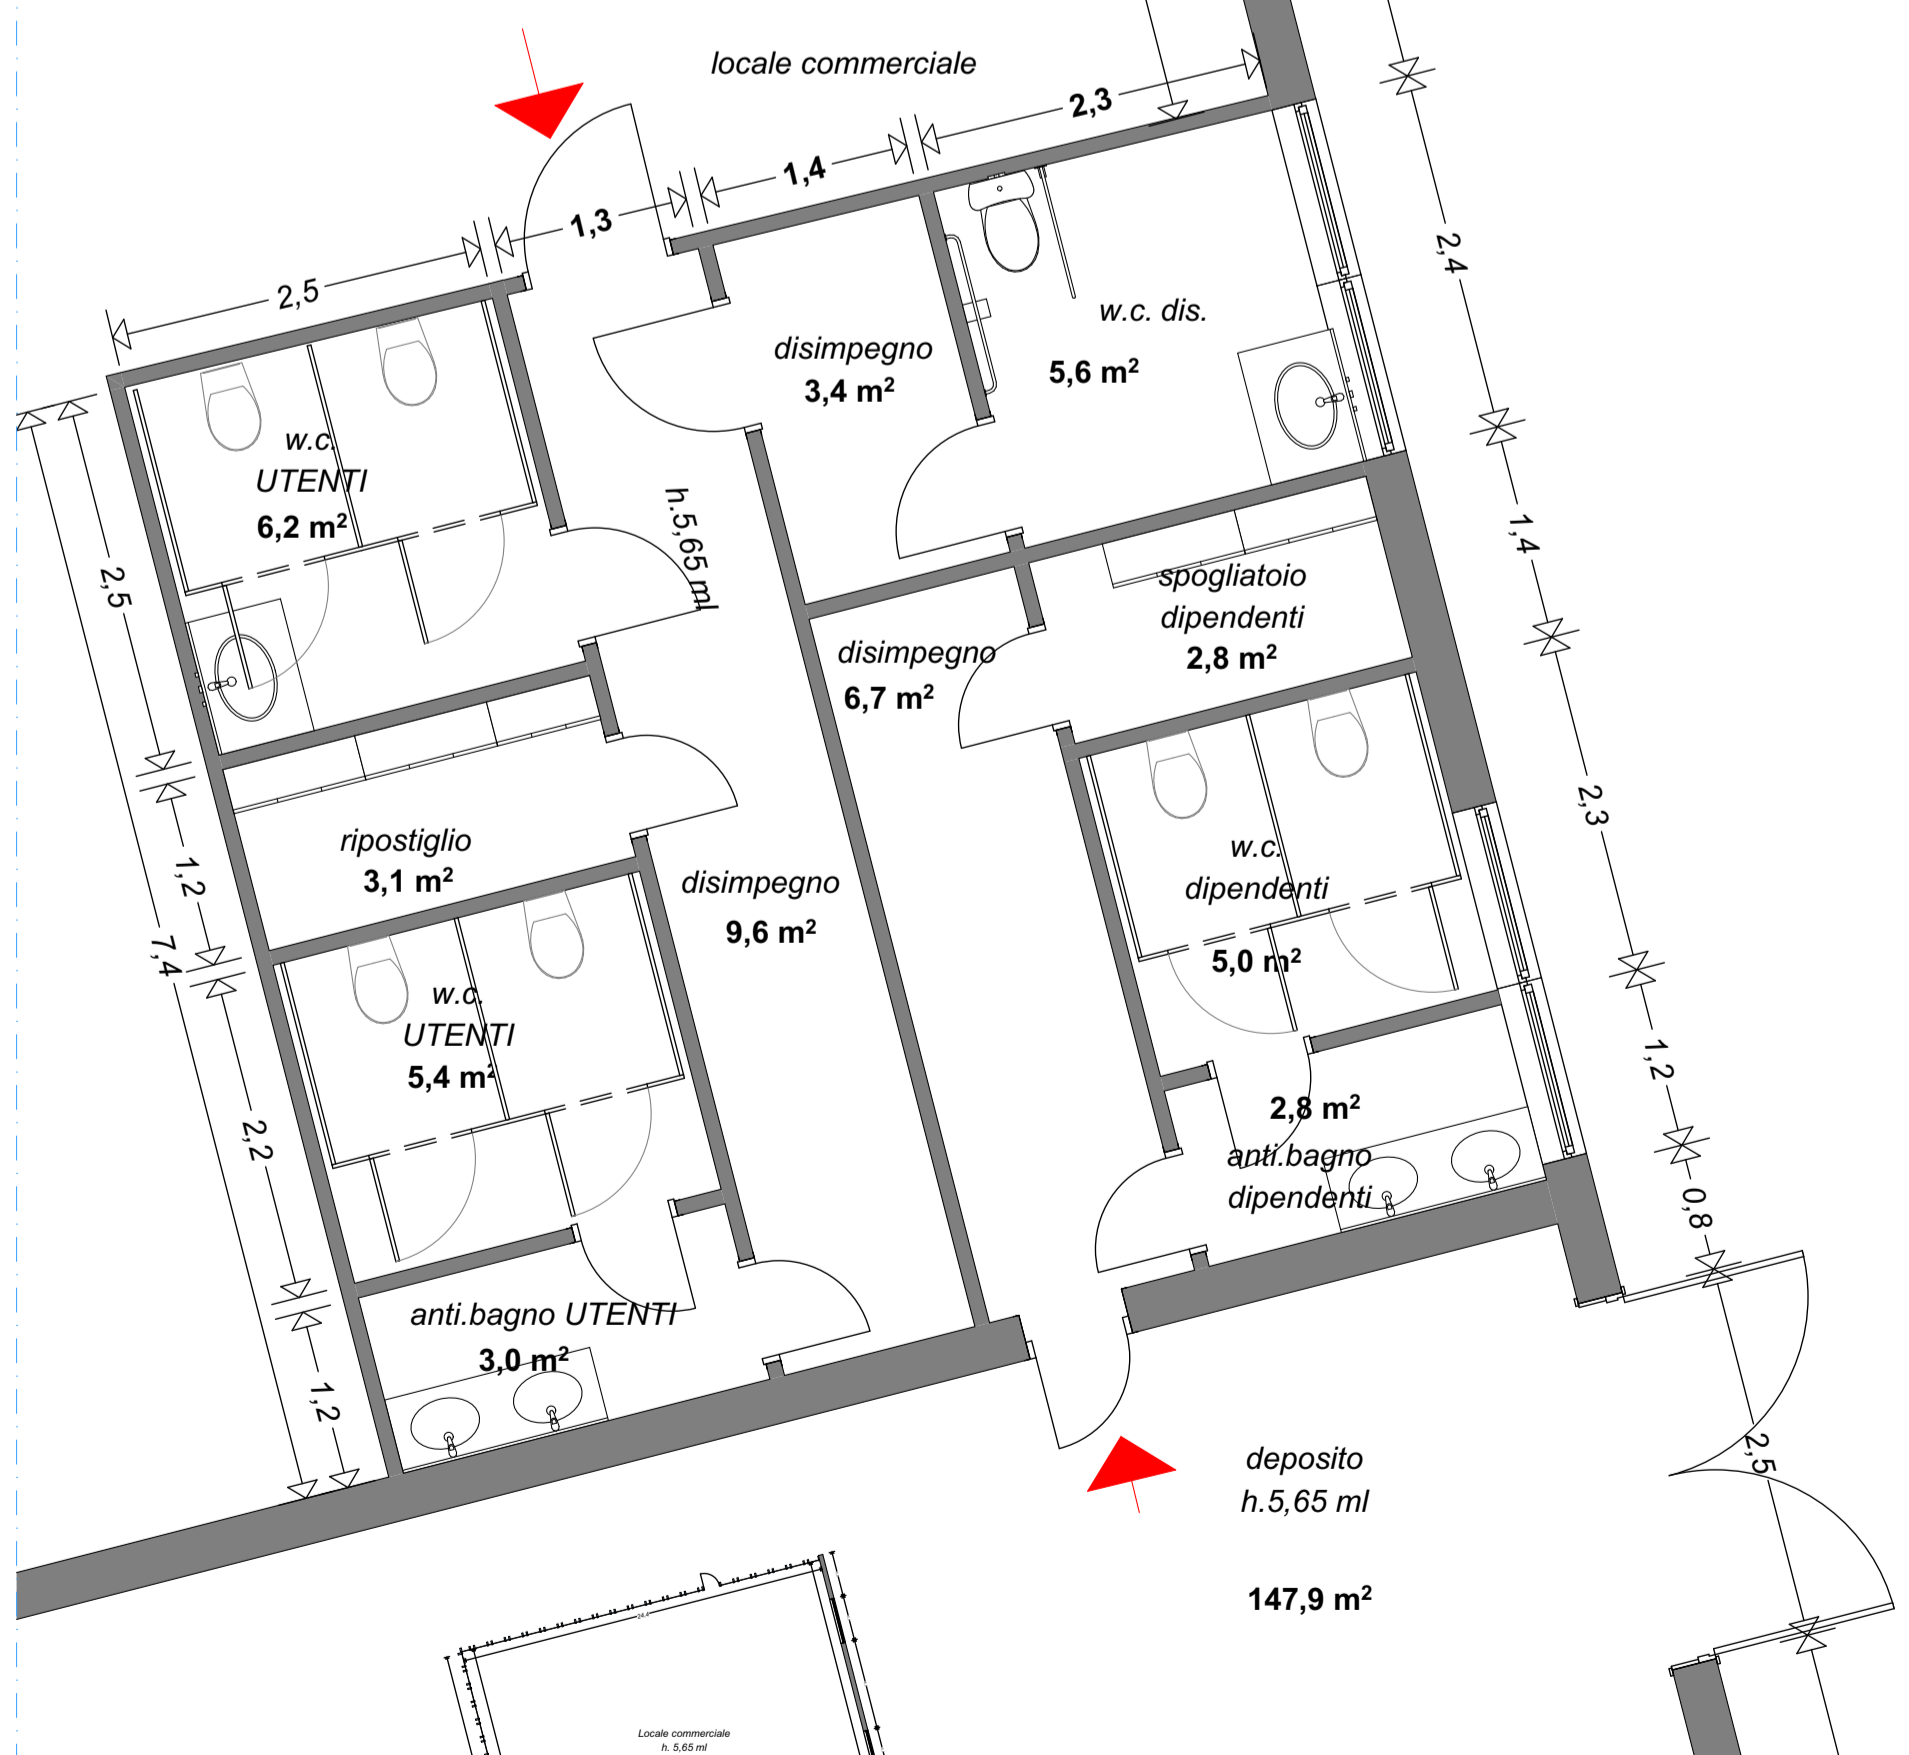 locale commerciale
2,3
1,4
1,3
2,5
2,4
w.c. dis.
5,6 m²
disimpegno
3,4 m²
w.c.
UTENTI
6,2 m²
h.5,65 ml
1,4
spogliatoio
dipendenti
2,8 m²
2,5
disimpegno
6,7 m²
2,3
ripostiglio
3,1 m²
1,2
disimpegno
9,6 m²
w.c.
dipendenti
5,0 m²
7,4
w.c.
UTENTI
5,4 m²
1,2
2,8 m²
anti.bagno
dipendenti
2,2
0,8
anti.bagno UTENTI
3,0 m²
1,2
2,5
deposito
h.5,65 ml
147,9 m²
24,4
Locale commerciale
h. 5,65 ml